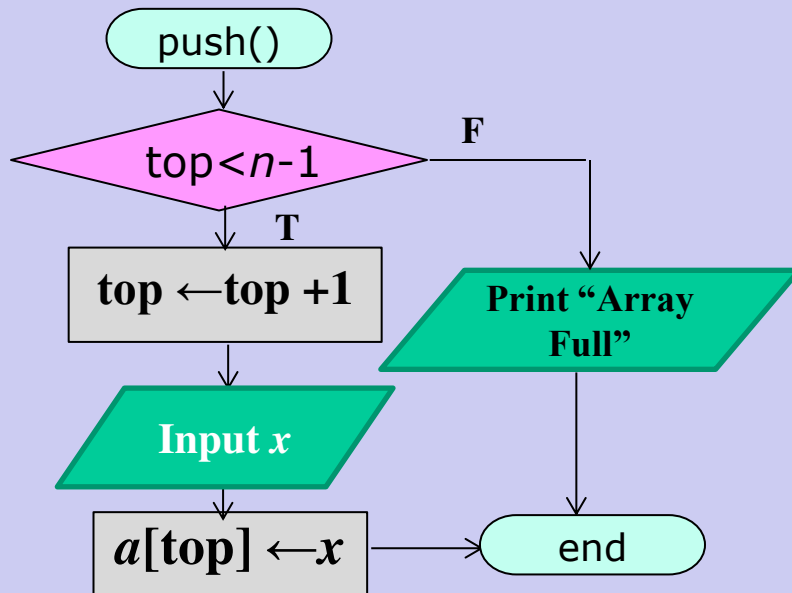 push()
top<n-1
F
T
top ←top +1
Print “Array
Full”
Input x
a[top] ←x
end